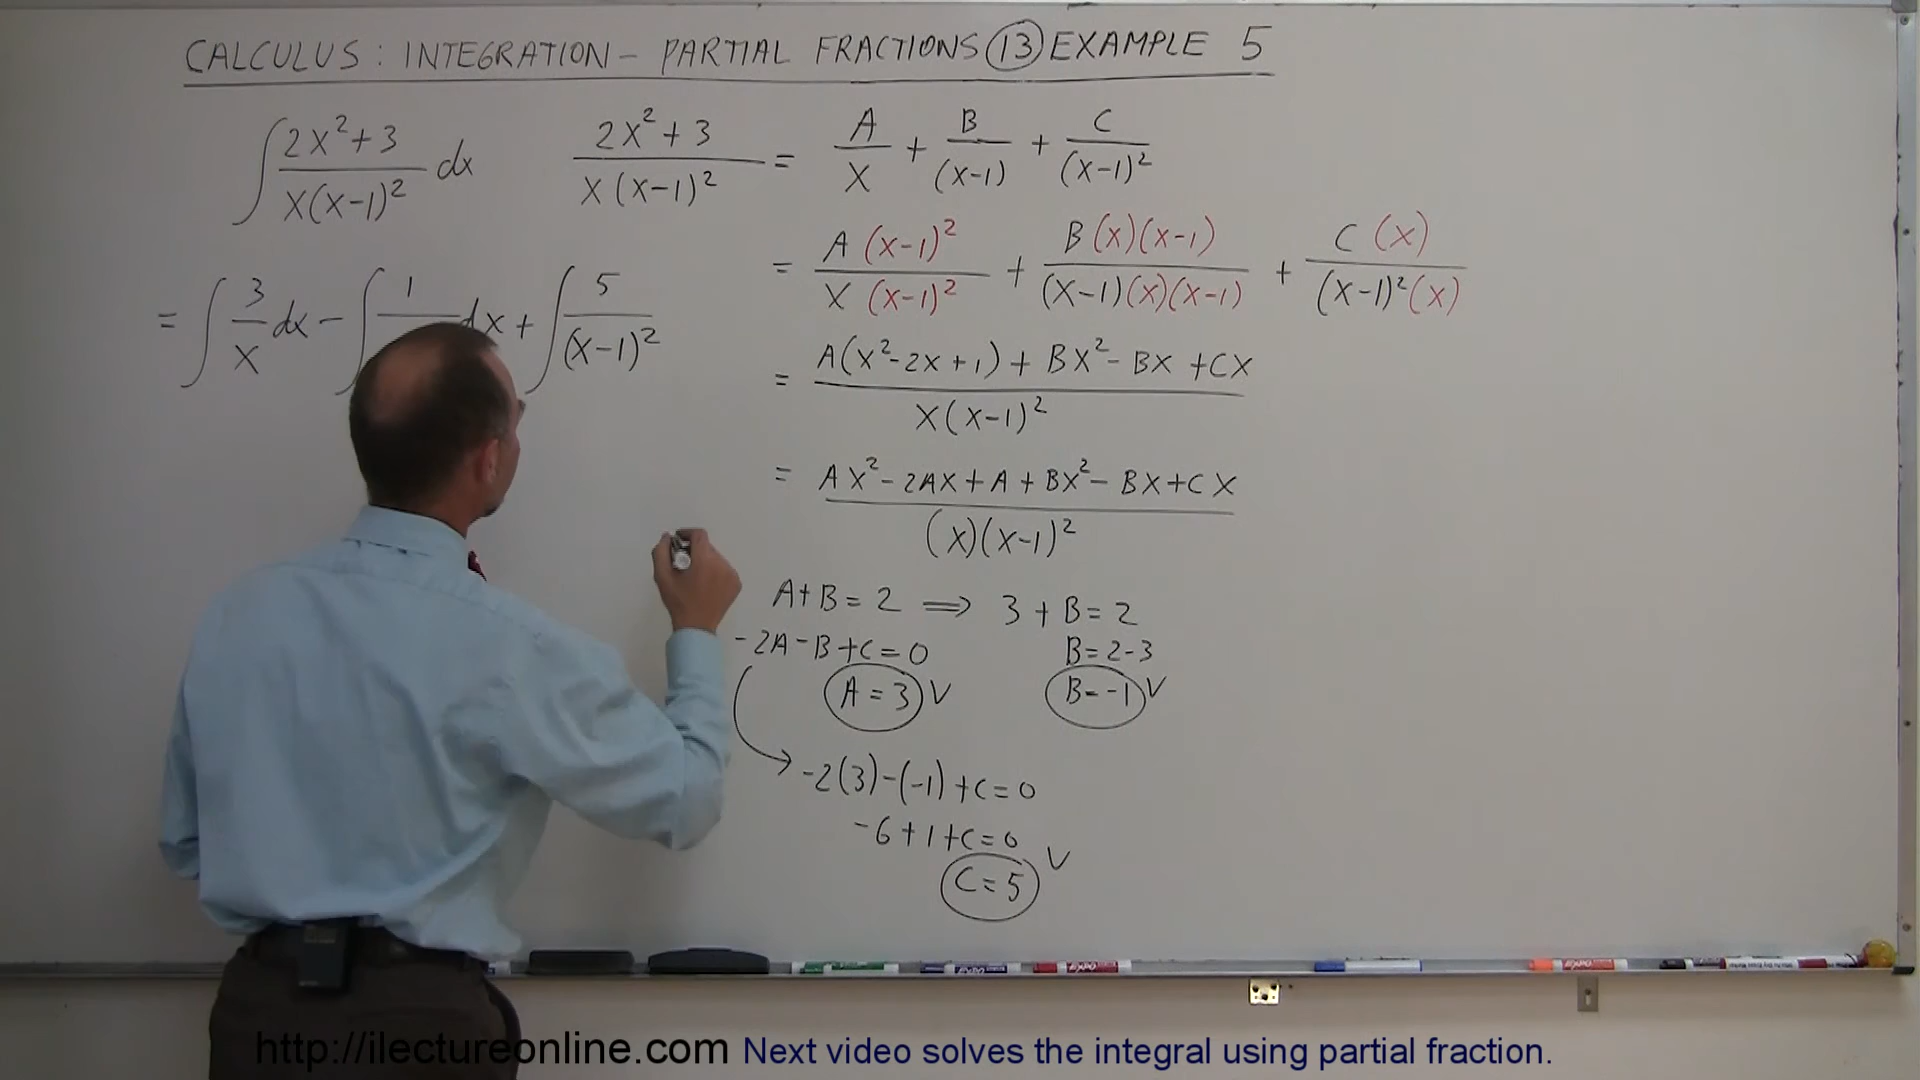 CALCULUS: INTEGRATION – PARTIAL FRACTIONS (13) EXAMPLE 5
∫ (2x²+3)/(x(x-1)²) dx
(2x²+3)/(x(x-1)²) = A/x + B/(x-1) + C/(x-1)²
= A(x-1)²/(x(x-1)²) + B(x)(x-1)/((x-1)(x)(x-1)) + C(x)/((x-1)²(x))
= ∫ 3/x dx – ∫ 1/ dx + ∫ 5/(x-1)²
= (A(x²-2x+1) + Bx² - Bx + Cx)/(x(x-1)²)
= (Ax² - 2Ax + A + Bx² - Bx + Cx)/((x)(x-1)²)
A+B=2 ⇒ 3+B=2
-2A-B+C=0 B=2-3
A=3 V B=-1 V
→ -2(3)-(-1)+C=0
-6+1+C=0
C=5 V
http://ilectureonline.com Next video solves the integral using partial fraction.